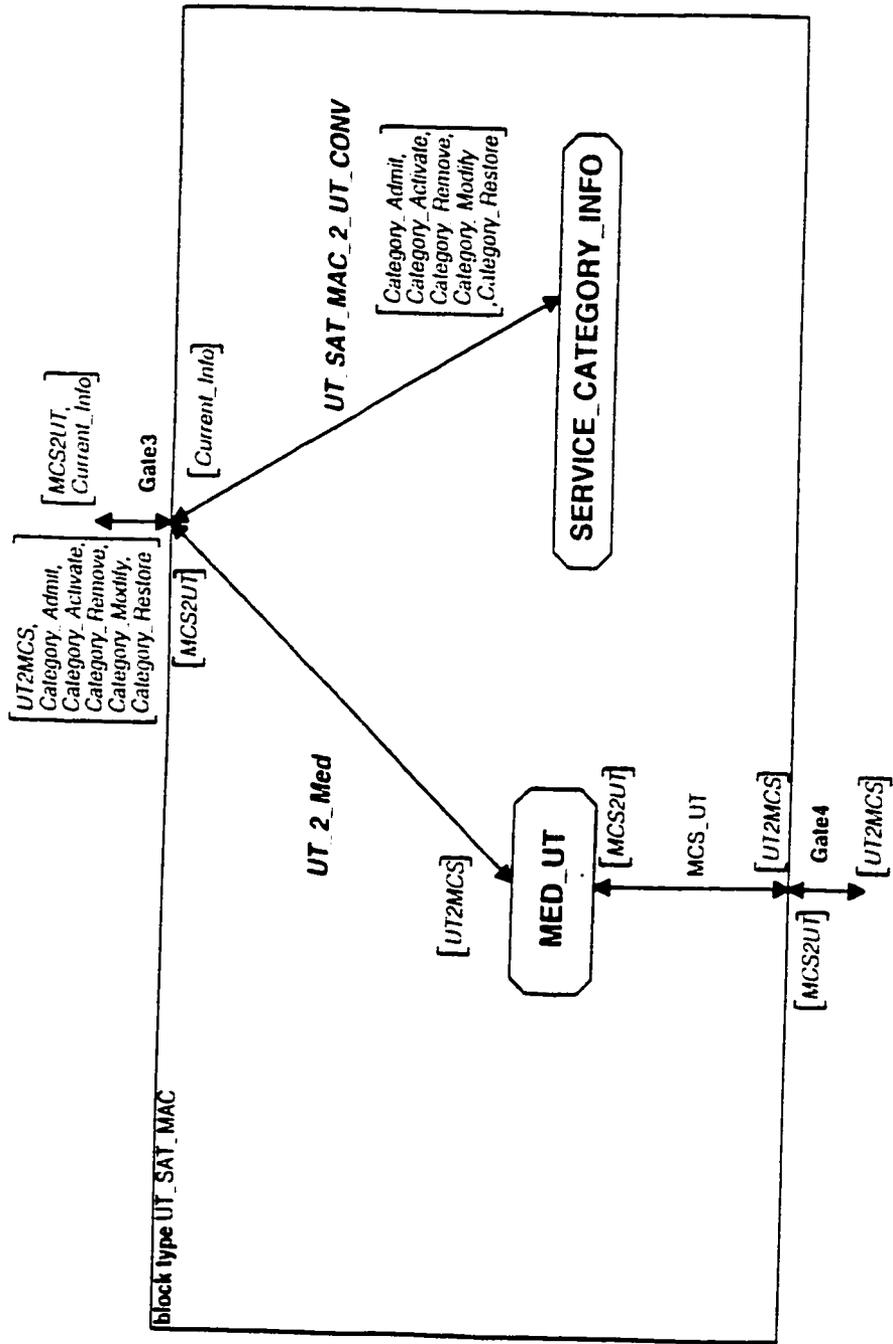 block type UT_SAT_MAC
[UT2MCS,
Category_Admit,
Category_Activate,
Category_Remove,
Category_Modify,
Category_Restore]
[MCS2UT,
Current_Info]
Gate3
[MCS2UT]
[Current_Info]
UT_2_Med
UT_SAT_MAC_2_UT_CONV
[Category_Admit,
Category_Activate,
Category_Remove,
Category_Modify
,Category_Restore]
[UT2MCS]
MED_UT
SERVICE_CATEGORY_INFO
[MCS2UT]
MCS_UT
[UT2MCS]
[MCS2UT]
Gate4
[UT2MCS]